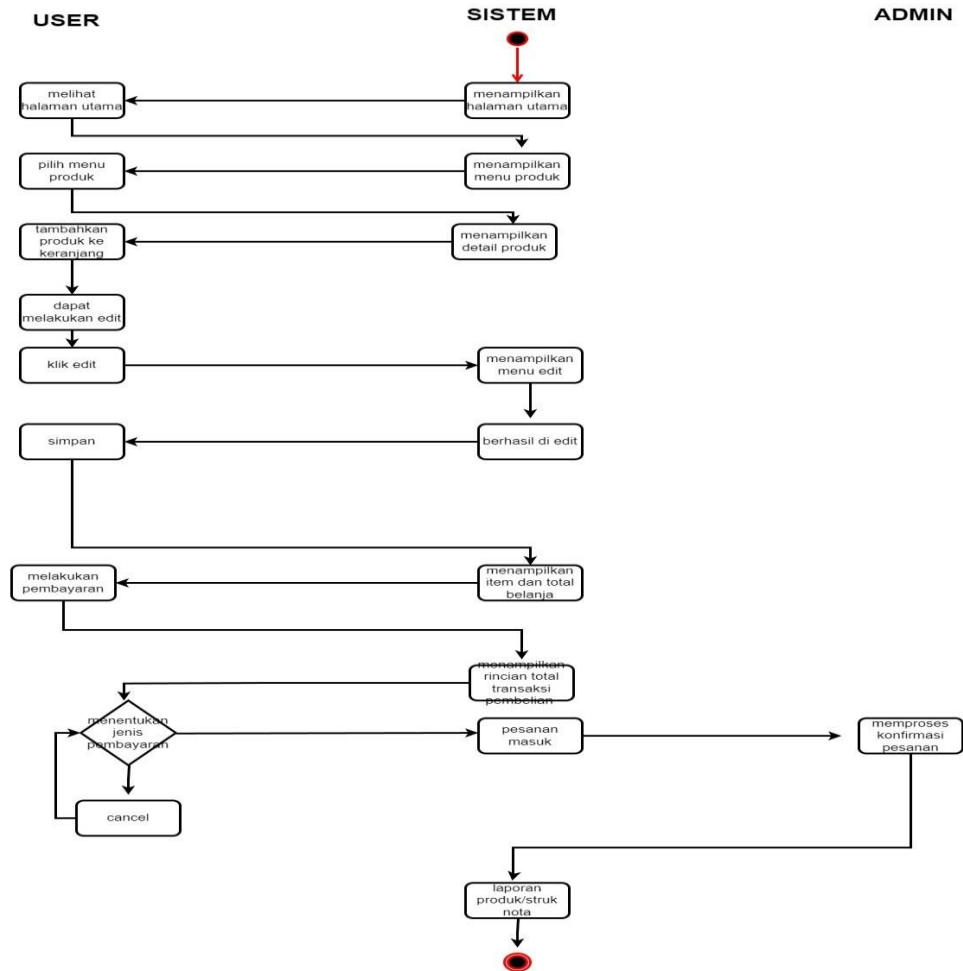 USER
SISTEM
ADMIN
melihat
halaman utama
menampilkan
halaman utama
pilih menu
produk
menampilkan
menu produk
tambahkan
produk ke
keranjang
menampilkan
detail produk
dapat
melakukan edit
klik edit
menampilkan
menu edit
simpan
berhasil di edit
melakukan
pembayaran
menampilkan
item dan total
belanja
menampilkan
rincian total
transaksi
pembelian
menentukan
jenis
pembayaran
pesanan
masuk
memproses
konfirmasi
pesanan
cancel
laporan
produk/struk
nota